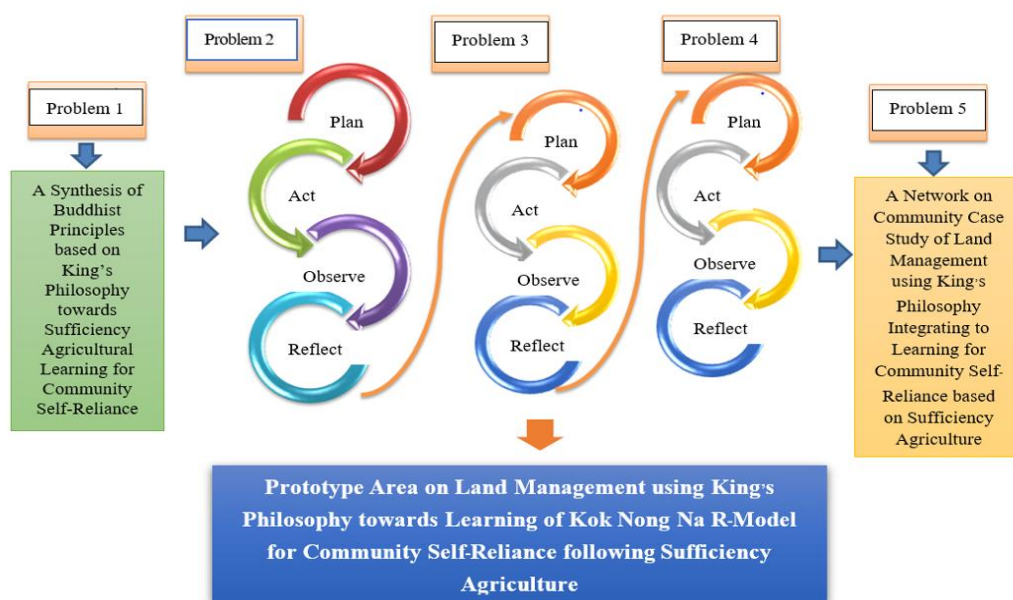 Problem 1
A Synthesis of
Buddhist
Principles
based on
King's
Philosophy
towards
Sufficiency
Agricultural
Learning for
Community
Self-Reliance
Problem 2
Plan
Act
Observe
Reflect
Problem 3
Plan
Act
Observe
Reflect
Problem 4
Plan
Act
Observe
Reflect
Problem 5
A Network on
Community Case
Study of Land
Management
using King's
Philosophy
Integrating to
Learning for
Community Self-
Reliance based
on Sufficiency
Agriculture
Prototype Area on Land Management using King's
Philosophy towards Learning of Kok Nong Na R-Model
for Community Self-Reliance following Sufficiency
Agriculture